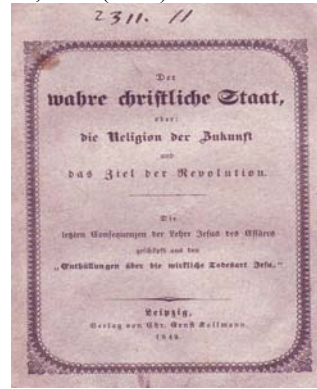 2311. 11
Der
wahre christliche Staat,
oder:
die Religion der Zukunft
und
das Ziel der Revolution.
Die
letzten Consequenzen der Lehre Jesus des Essäers
geschöpft aus den
„Enthüllungen über die wirkliche Todesart Jesu."
Leipzig,
Verlag von Chr. Ernst Kollmann.
1849.